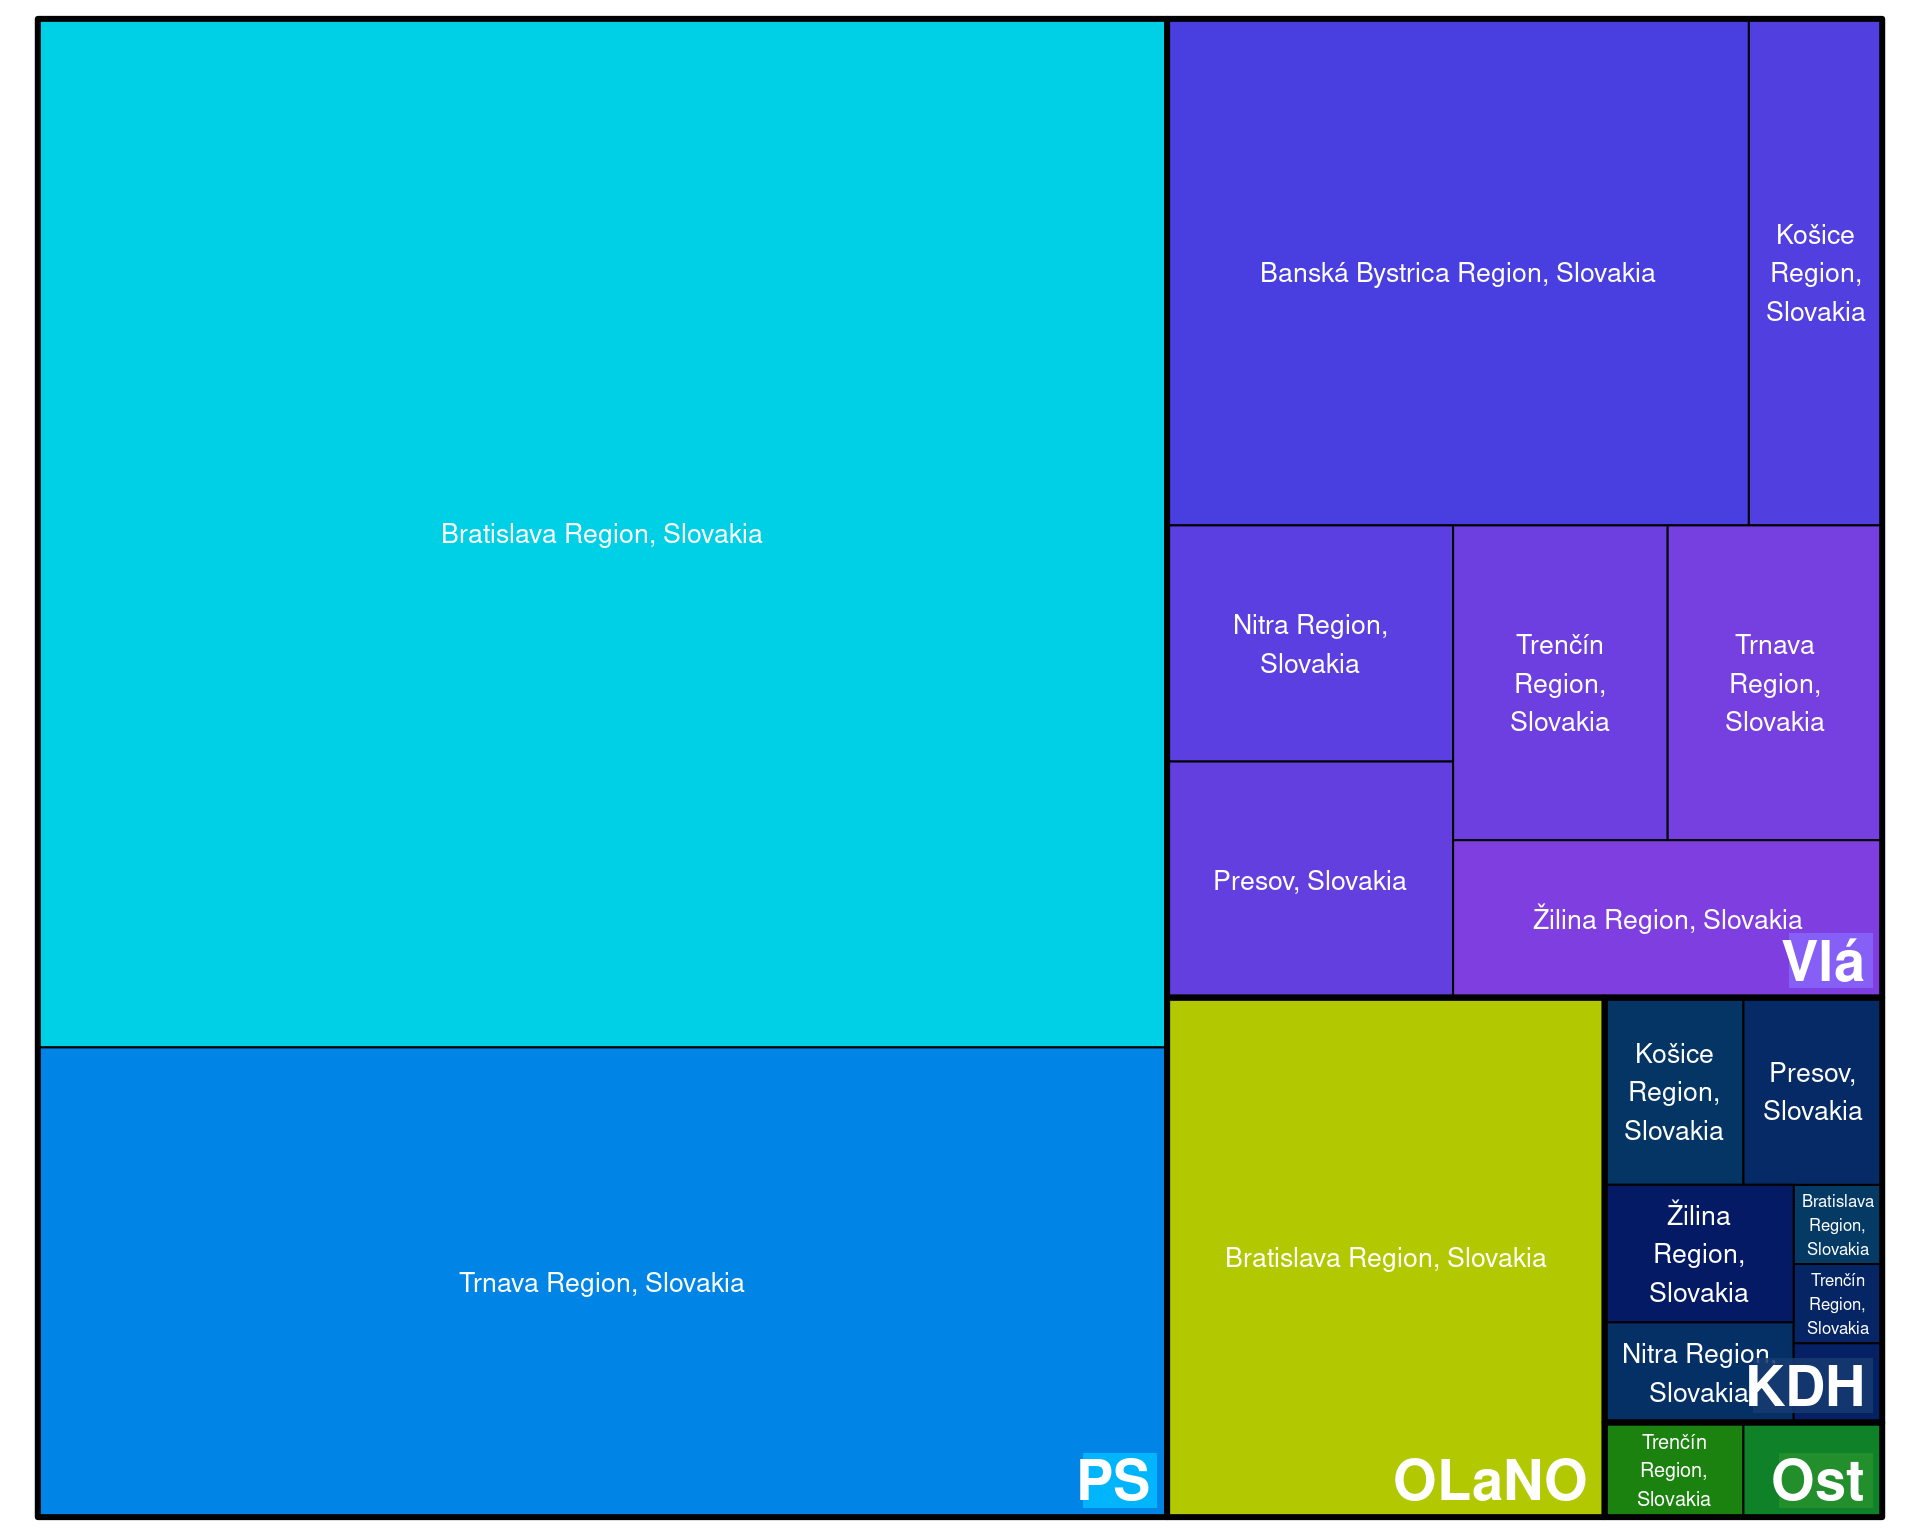 Bratislava Region, Slovakia
Trnava Region, Slovakia
PS
Banská Bystrica Region, Slovakia
Košice
Region,
Slovakia
Nitra Region,
Slovakia
Trenčín
Region,
Slovakia
Trnava
Region,
Slovakia
Presov, Slovakia
Žilina Region, Slovakia
Vlá
Bratislava Region, Slovakia
OLaNO
Košice
Region,
Slovakia
Presov,
Slovakia
Žilina
Region,
Slovakia
Bratislava
Region,
Slovakia
Trenčín
Region,
Slovakia
Nitra Region,
Slovakia
KDH
Trenčín
Region,
Slovakia
Ost